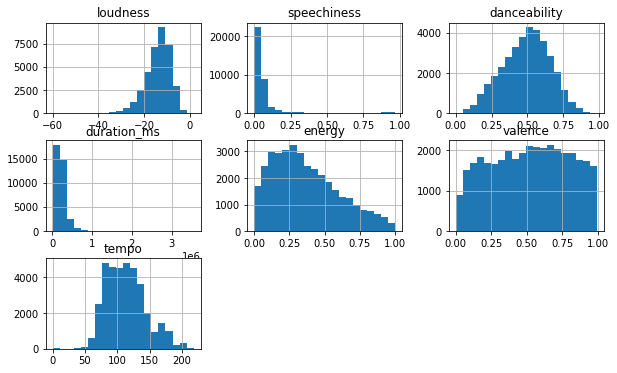 loudness speechiness danceability
7500 5000 2500 0
20000 10000 0
4000 2000 0
−60 −40 −20 0
0.00 0.25 0.50 0.75 1.00
0.00 0.25 0.50 0.75 1.00
duration_ms energy valence
15000 10000 5000 0
3000 2000 1000 0
2000 1000 0
0 1 2 3
1e6
0.00 0.25 0.50 0.75 1.00
0.00 0.25 0.50 0.75 1.00
tempo
4000
2000
0
0 50 100 150 200